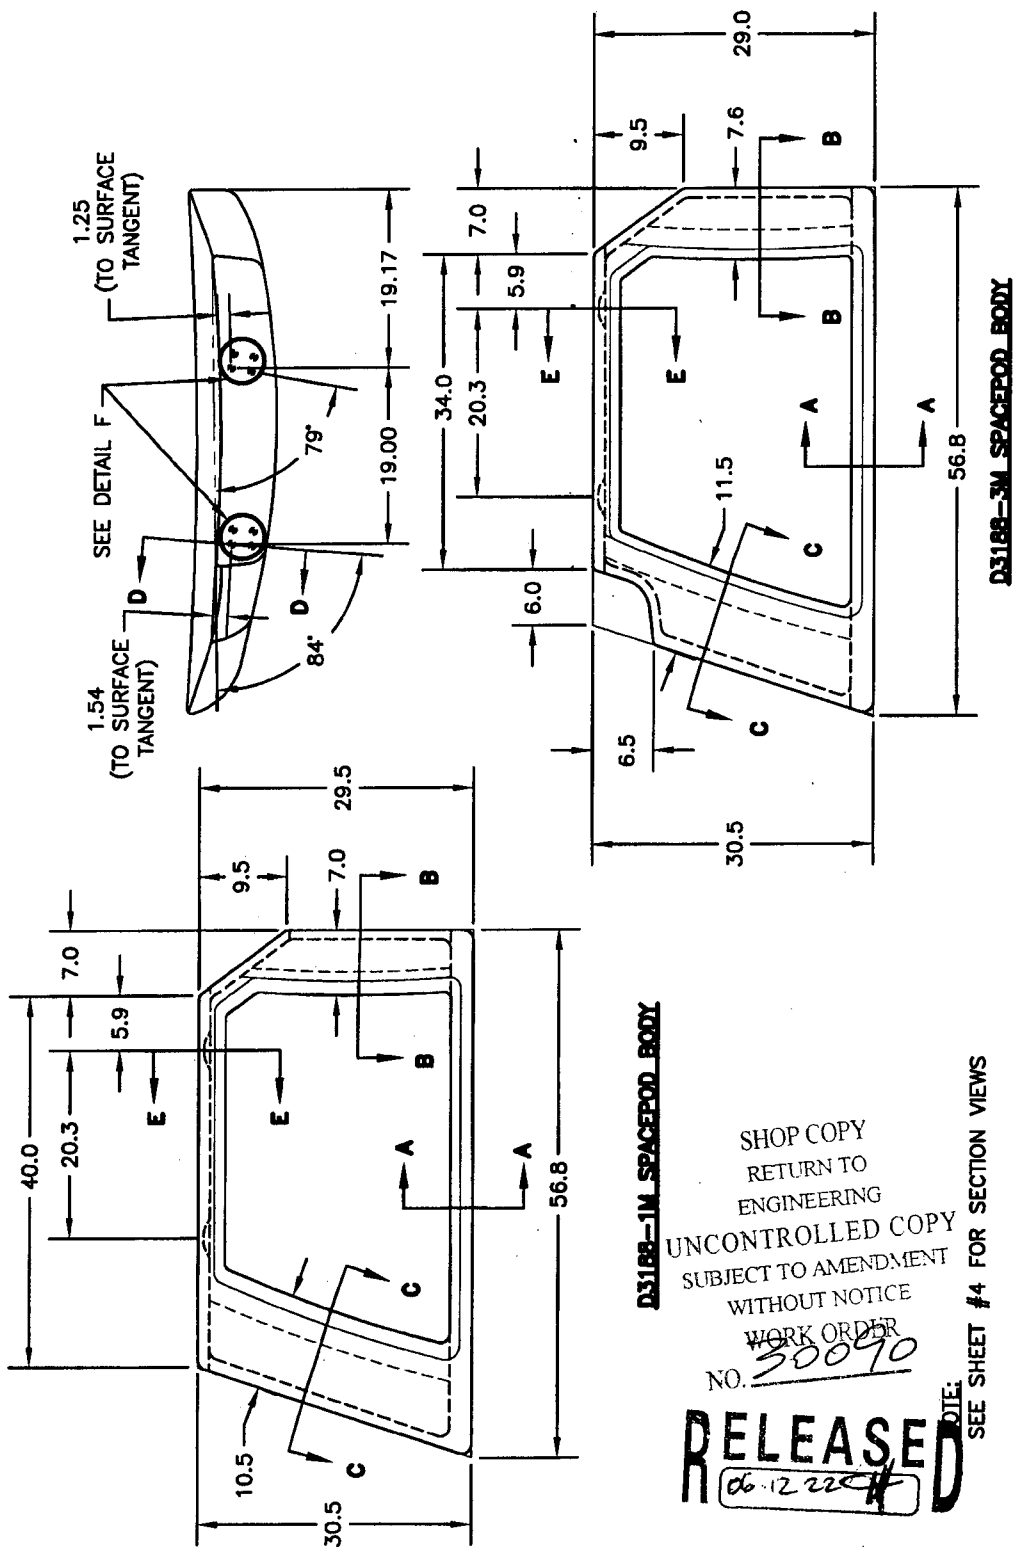 1.25
(TO SURFACE
TANGENT)
SEE DETAIL F
1.54
(TO SURFACE
TANGENT)
D
D
79°
84°
19.17
19.00
40.0
7.0
5.9
20.3
E
E
9.5
29.5
7.0
B
B
A
A
C
C
10.5
30.5
56.8
D3188-1M SPACEPOD BODY
34.0
7.0
5.9
20.3
6.0
E
E
9.5
29.0
7.6
B
B
A
A
11.5
C
C
6.5
30.5
56.8
D3188-3M SPACEPOD BODY
SHOP COPY
RETURN TO
ENGINEERING
UNCONTROLLED COPY
SUBJECT TO AMENDMENT
WITHOUT NOTICE
WORK ORDER
NO. 30090
RELEASED
06.12.22
NOTE:
SEE SHEET #4 FOR SECTION VIEWS